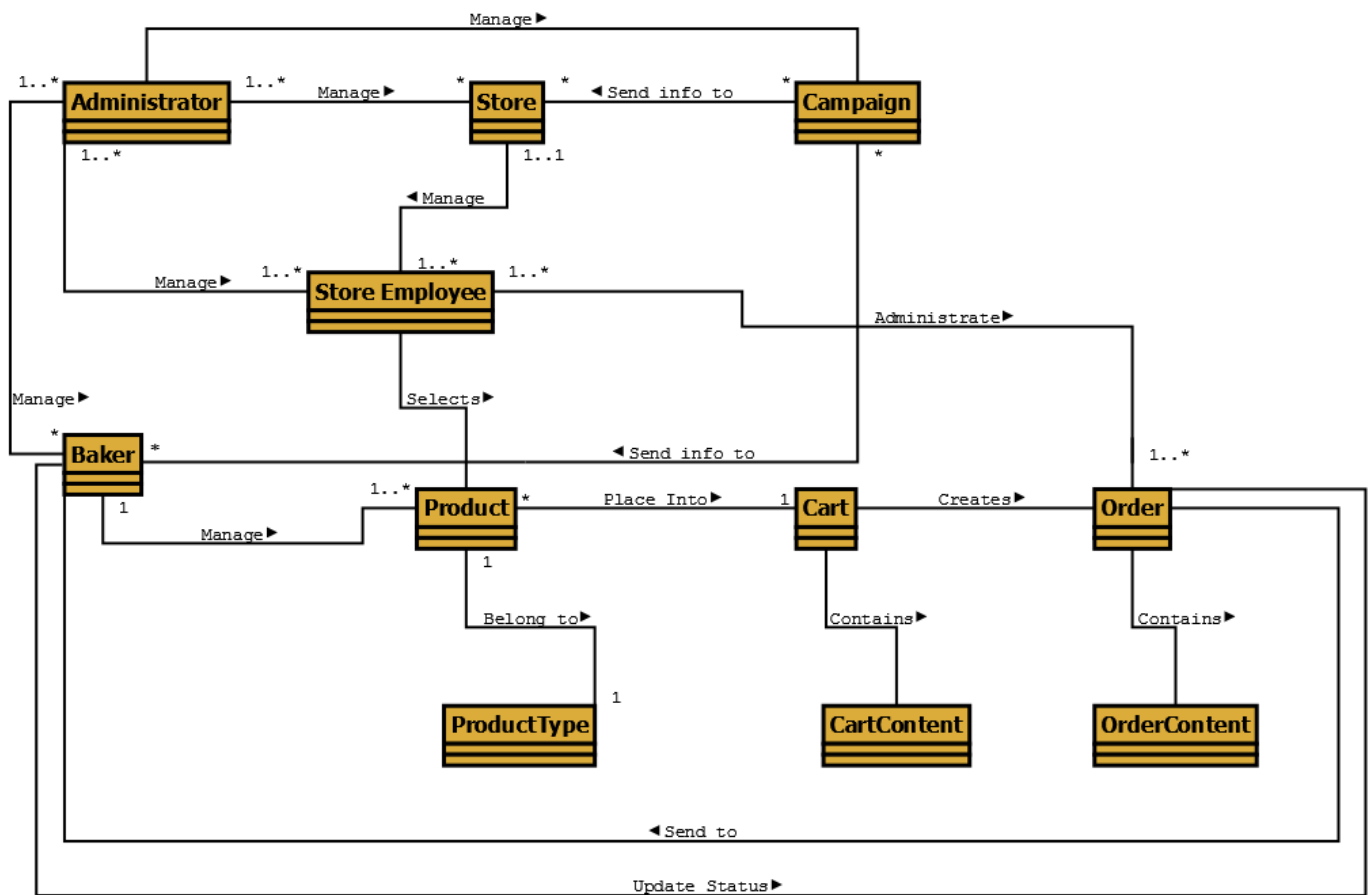 Manage►
1..*
1..*
*
*
*
Administrator
Manage►
Store
◄Send info to
Campaign
1..*
1..1
*
◄Manage
1..*
1..*
1..*
Manage►
Store Employee
Administrate►
Manage►
Selects►
*
*
◄Send info to
1..*
Baker
1
1..*
*
Place Into►
1
Creates►
Product
Cart
Order
Manage►
1
Belong to►
Contains►
Contains►
1
ProductType
CartContent
OrderContent
◄Send to
Update Status►